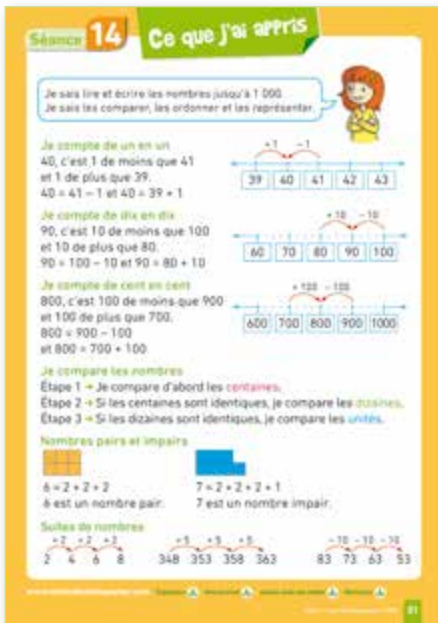 Séance 14
Ce que j'ai appris
Je sais lire et écrire les nombres jusqu'à 1 000.
Je sais les comparer, les ordonner et les représenter.
Je compte de un en un
40, c'est 1 de moins que 41
et 1 de plus que 39.
40 = 41 − 1 et 40 = 39 + 1
+1 −1
39 40 41 42 43
Je compte de dix en dix
90, c'est 10 de moins que 100
et 10 de plus que 80.
90 = 100 − 10 et 90 = 80 + 10
+10 −10
60 70 80 90 100
Je compte de cent en cent
800, c'est 100 de moins que 900
et 100 de plus que 700.
800 = 900 − 100
et 800 = 700 + 100
+100 −100
600 700 800 900 1000
Je compare les nombres
Étape 1 → Je compare d'abord les centaines.
Étape 2 → Si les centaines sont identiques, je compare les dizaines.
Étape 3 → Si les dizaines sont identiques, je compare les unités.
Nombres pairs et impairs
6 = 2 + 2 + 2
6 est un nombre pair.
7 = 2 + 2 + 2 + 1
7 est un nombre impair.
Suites de nombres
+2 +2 +2
2 4 6 8
+5 +5 +5
348 353 358 363
−10 −10 −10
83 73 63 53
81